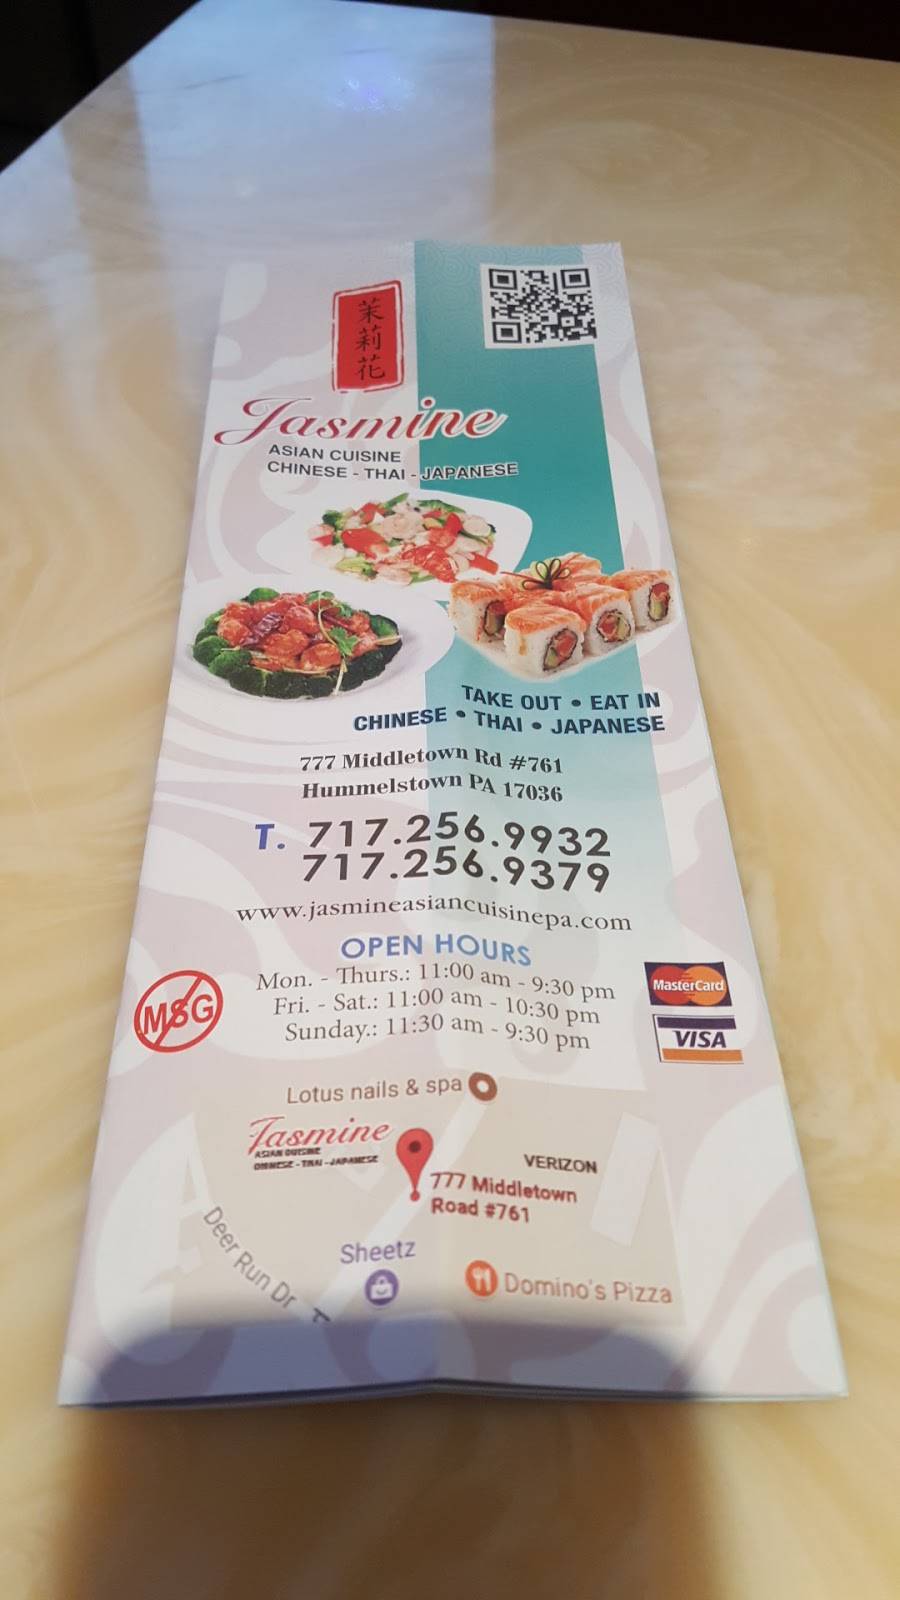 茉莉花
Jasmine
ASIAN CUISINE
CHINESE - THAI - JAPANESE
TAKE OUT • EAT IN
CHINESE • THAI • JAPANESE
777 Middletown Rd #761
Hummelstown PA 17036
T. 717.256.9932
717.256.9379
www.jasmineasiancuisinepa.com
OPEN HOURS
Mon. - Thurs.: 11:00 am - 9:30 pm
Fri. - Sat.: 11:00 am - 10:30 pm
Sunday.: 11:30 am - 9:30 pm
MSG
MasterCard
VISA
Lotus nails & spa
Jasmine
ASIAN CUISINE
CHINESE - THAI - JAPANESE
VERIZON
777 Middletown
Road #761
Deer Run Dr
Sheetz
Domino's Pizza